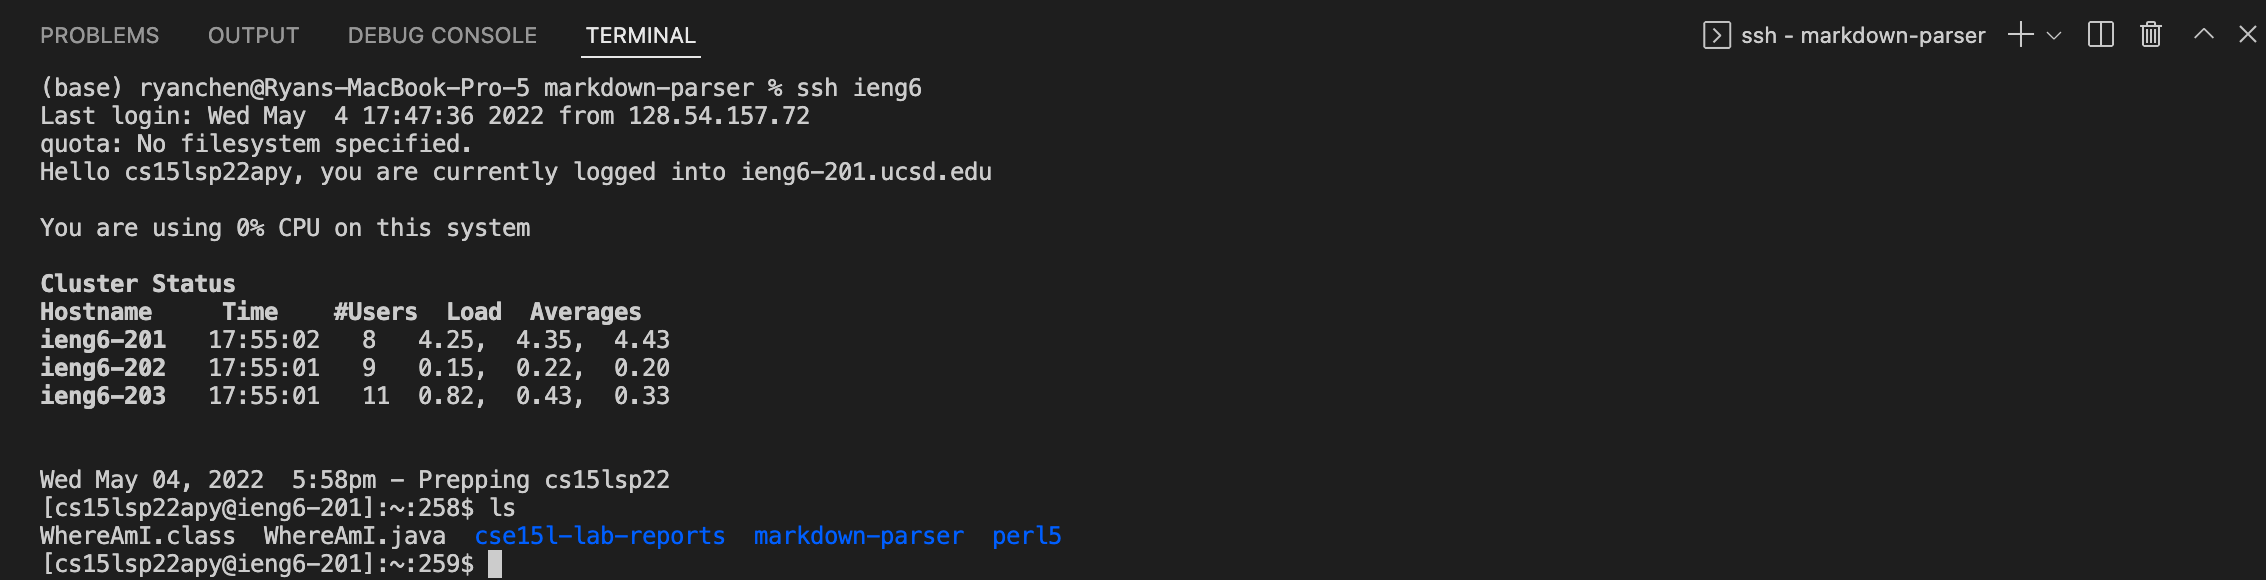 PROBLEMS OUTPUT DEBUG CONSOLE TERMINAL ssh - markdown-parser
(base) ryanchen@Ryans-MacBook-Pro-5 markdown-parser % ssh ieng6
Last login: Wed May  4 17:47:36 2022 from 128.54.157.72
quota: No filesystem specified.
Hello cs15lsp22apy, you are currently logged into ieng6-201.ucsd.edu
You are using 0% CPU on this system
Cluster Status
Hostname     Time    #Users  Load  Averages
ieng6-201   17:55:02   8   4.25,  4.35,  4.43
ieng6-202   17:55:01   9   0.15,  0.22,  0.20
ieng6-203   17:55:01   11  0.82,  0.43,  0.33
Wed May 04, 2022  5:58pm - Prepping cs15lsp22
[cs15lsp22apy@ieng6-201]:~:258$ ls
WhereAmI.class  WhereAmI.java  cse15l-lab-reports  markdown-parser  perl5
[cs15lsp22apy@ieng6-201]:~:259$